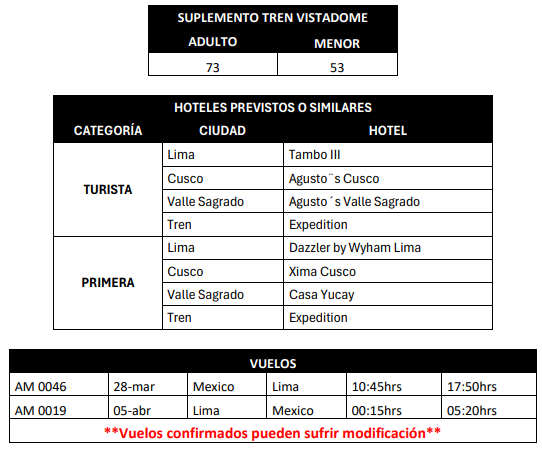 SUPLEMENTO TREN VISTADOME
ADULTO MENOR
73 53
HOTELES PREVISTOS O SIMILARES
CATEGORÍA CIUDAD HOTEL
TURISTA
Lima Tambo III
Cusco Agusto¨s Cusco
Valle Sagrado Agusto´s Valle Sagrado
Tren Expedition
PRIMERA
Lima Dazzler by Wyham Lima
Cusco Xima Cusco
Valle Sagrado Casa Yucay
Tren Expedition
VUELOS
AM 0046 28-mar Mexico Lima 10:45hrs 17:50hrs
AM 0019 05-abr Lima Mexico 00:15hrs 05:20hrs
**Vuelos confirmados pueden sufrir modificación**